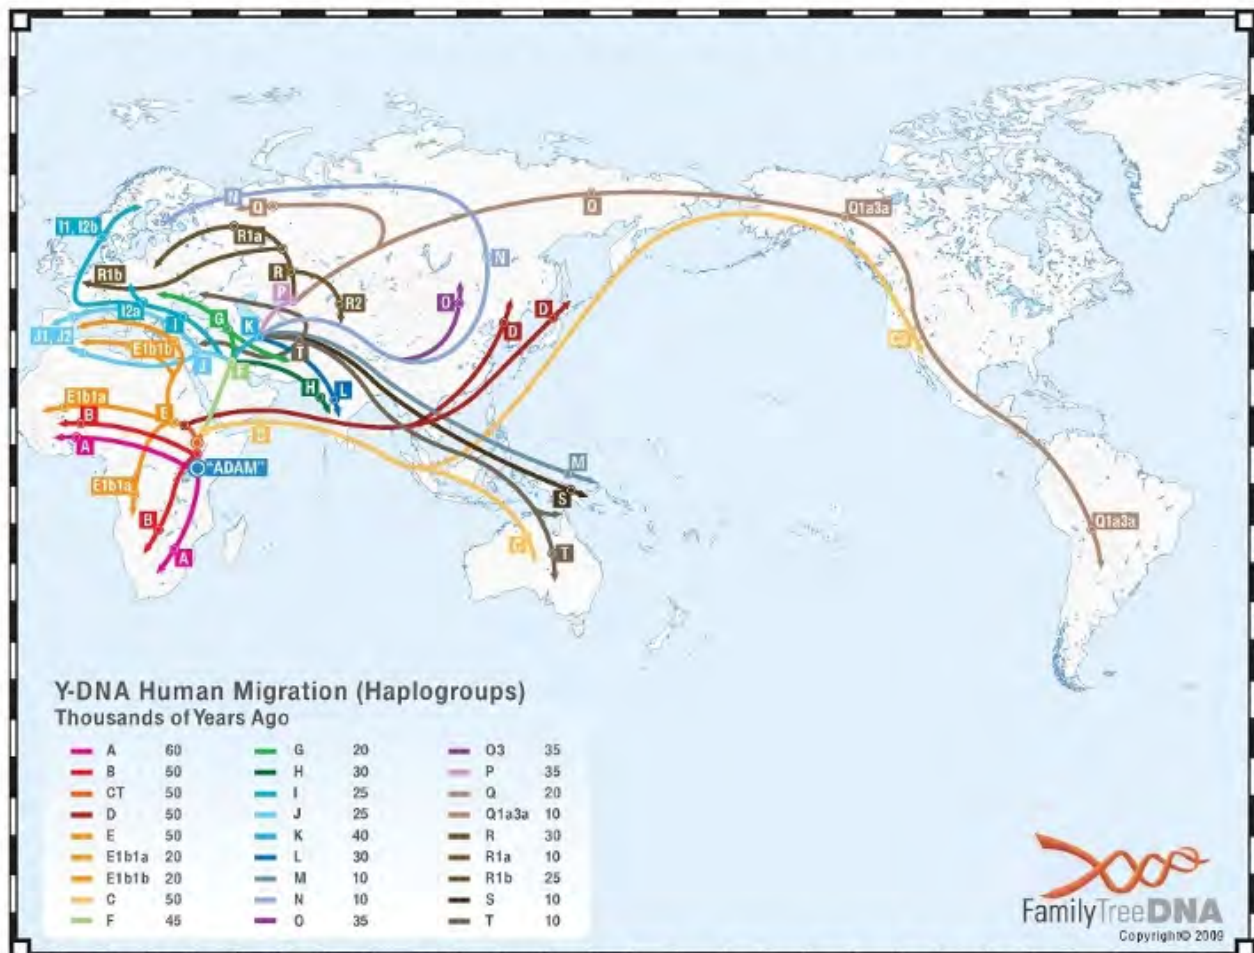 N
Q
Q
Q1a3a
I1, I2b
R1a
N
R1b
R
P
R2
O
D
D
I2a
I
G
K
C3
J1, J2
E1b1b
J
F
T
H
L
E1b1a
B
E
A
"ADAM"
M
E1b1a
S
B
A
C
T
Q1a3a
Y-DNA Human Migration (Haplogroups)
Thousands of Years Ago
A 60
B 50
CT 50
D 50
E 50
E1b1a 20
E1b1b 20
C 50
F 45
G 20
H 30
I 25
J 25
K 40
L 30
M 10
N 10
O 35
O3 35
P 35
Q 20
Q1a3a 10
R 30
R1a 10
R1b 25
S 10
T 10
FamilyTreeDNA
Copyright© 2009